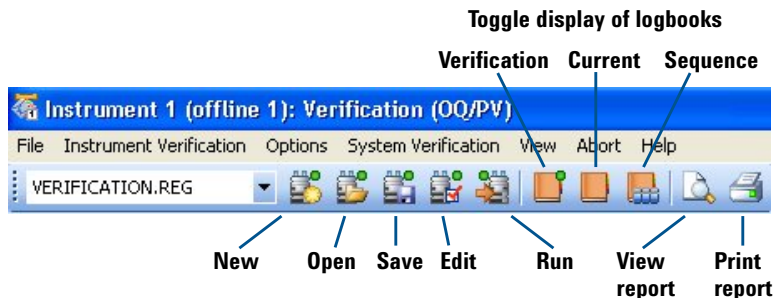 Toggle display of logbooks
Verification Current Sequence
Instrument 1 (offline 1): Verification (OQ/PV)
File Instrument Verification Options System Verification View Abort Help
VERIFICATION.REG
New Open Save Edit Run View report Print report